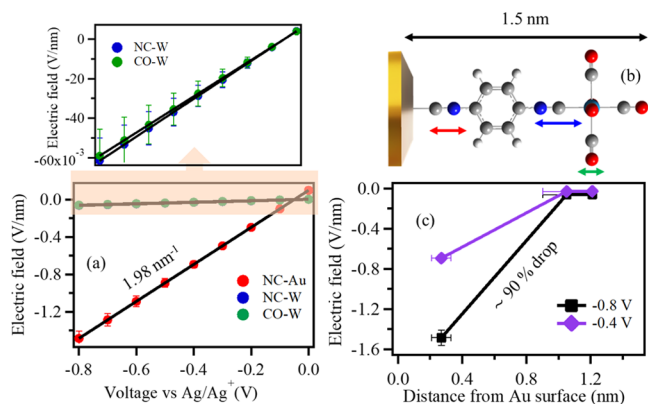 1.5 nm
NC-W
CO-W
(b)
Electric field (V/nm)
0
-20
-40
-60x10-3
0.0
-0.4
-0.8
-1.2
Electric field (V/nm)
(a)
1.98 nm-1
NC-Au
NC-W
CO-W
-0.8 -0.6 -0.4 -0.2 0.0
Voltage vs Ag/Ag+(V)
0.0
-0.4
-0.8
-1.2
-1.6
Electric field (V/nm)
(c)
~ 90 % drop
-0.8 V
-0.4 V
0.0 0.4 0.8 1.2
Distance from Au surface (nm)